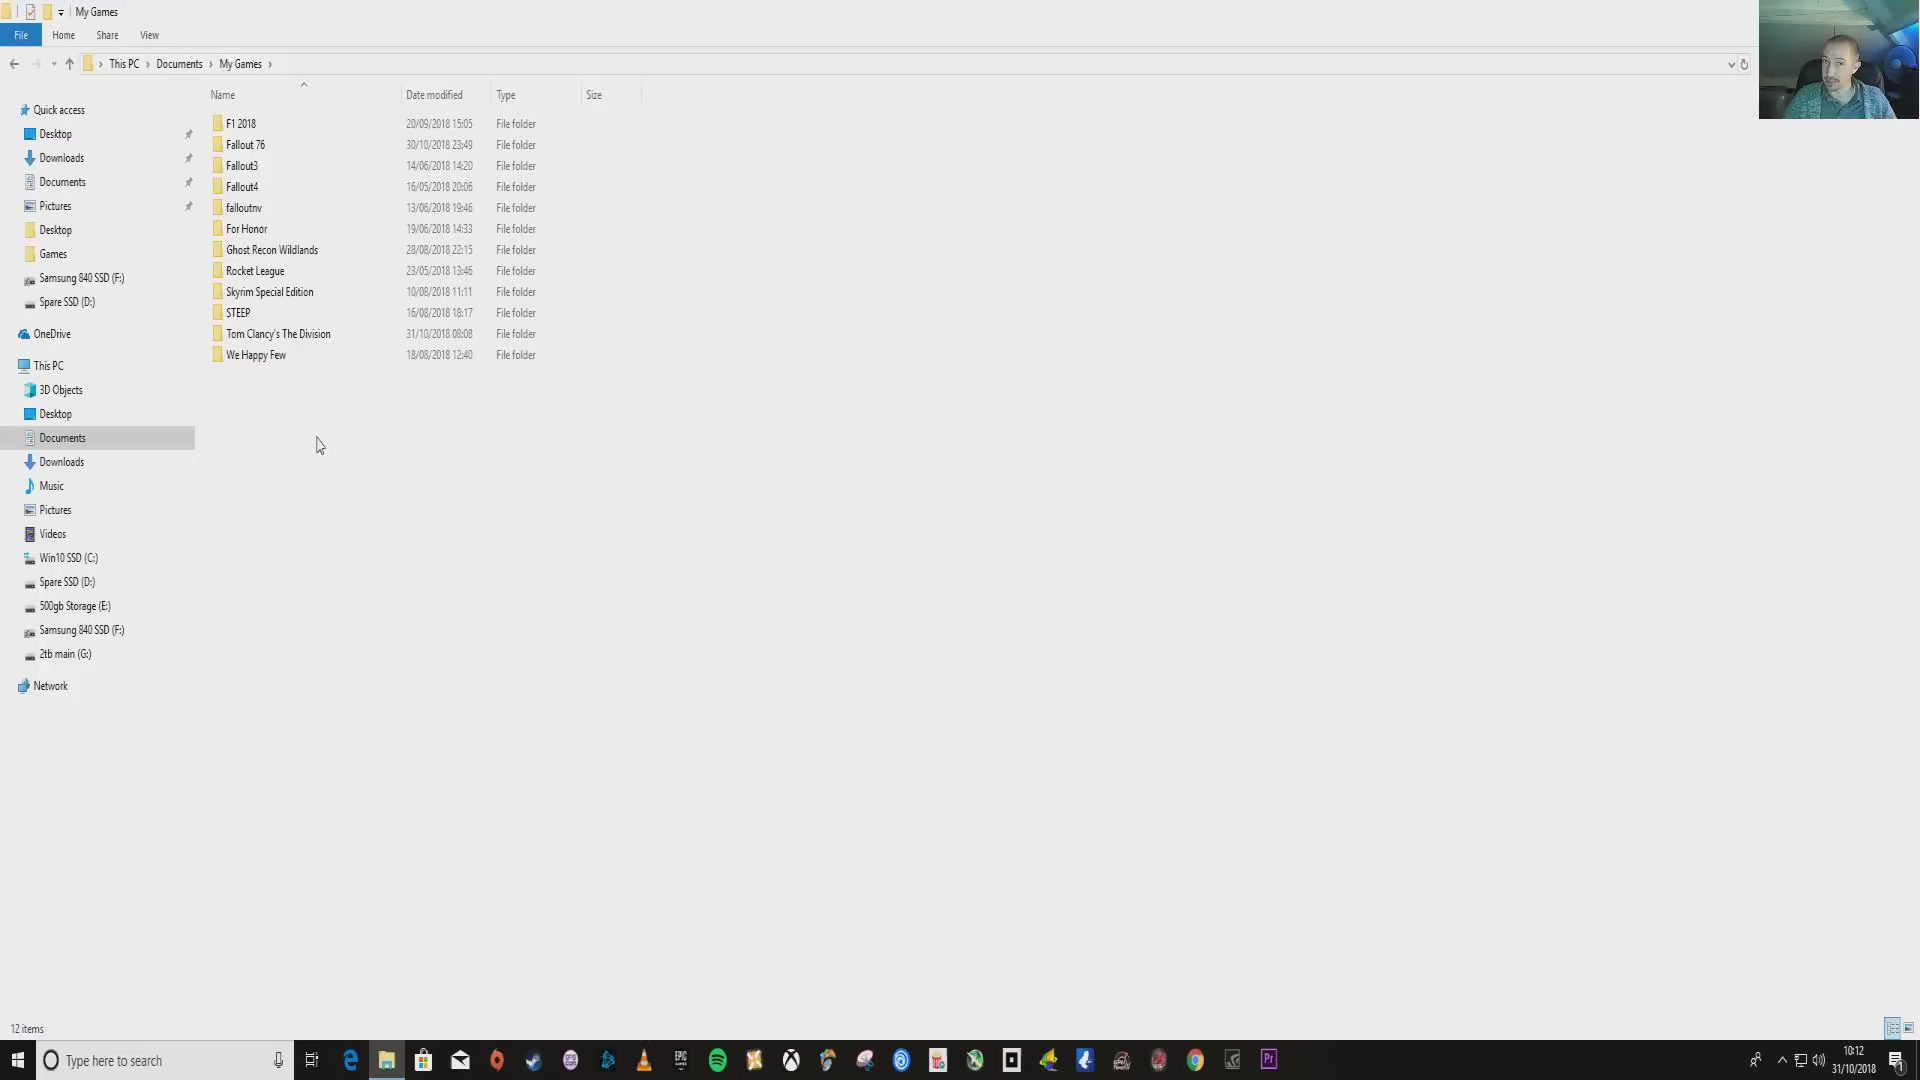 My Games
File Home Share View
This PC Documents My Games
Name Date modified Type Size
Quick access
Desktop
Downloads
Documents
Pictures
Desktop
Games
Samsung 840 SSD (F:)
Spare SSD (D:)
OneDrive
This PC
3D Objects
Desktop
Documents
Downloads
Music
Pictures
Videos
Win10 SSD (C:)
Spare SSD (D:)
500gb Storage (E:)
Samsung 840 SSD (F:)
2tb main (G:)
Network
F1 2018 20/09/2018 15:05 File folder
Fallout 76 30/10/2018 23:49 File folder
Fallout3 14/06/2018 14:20 File folder
Fallout4 16/05/2018 20:06 File folder
falloutnv 13/06/2018 19:46 File folder
For Honor 19/06/2018 14:33 File folder
Ghost Recon Wildlands 28/08/2018 22:15 File folder
Rocket League 23/05/2018 13:46 File folder
Skyrim Special Edition 10/08/2018 11:11 File folder
STEEP 16/08/2018 18:17 File folder
Tom Clancy's The Division 31/10/2018 08:08 File folder
We Happy Few 18/08/2018 12:40 File folder
12 items
Type here to search
EPIC
Pr
10:12
31/10/2018
1